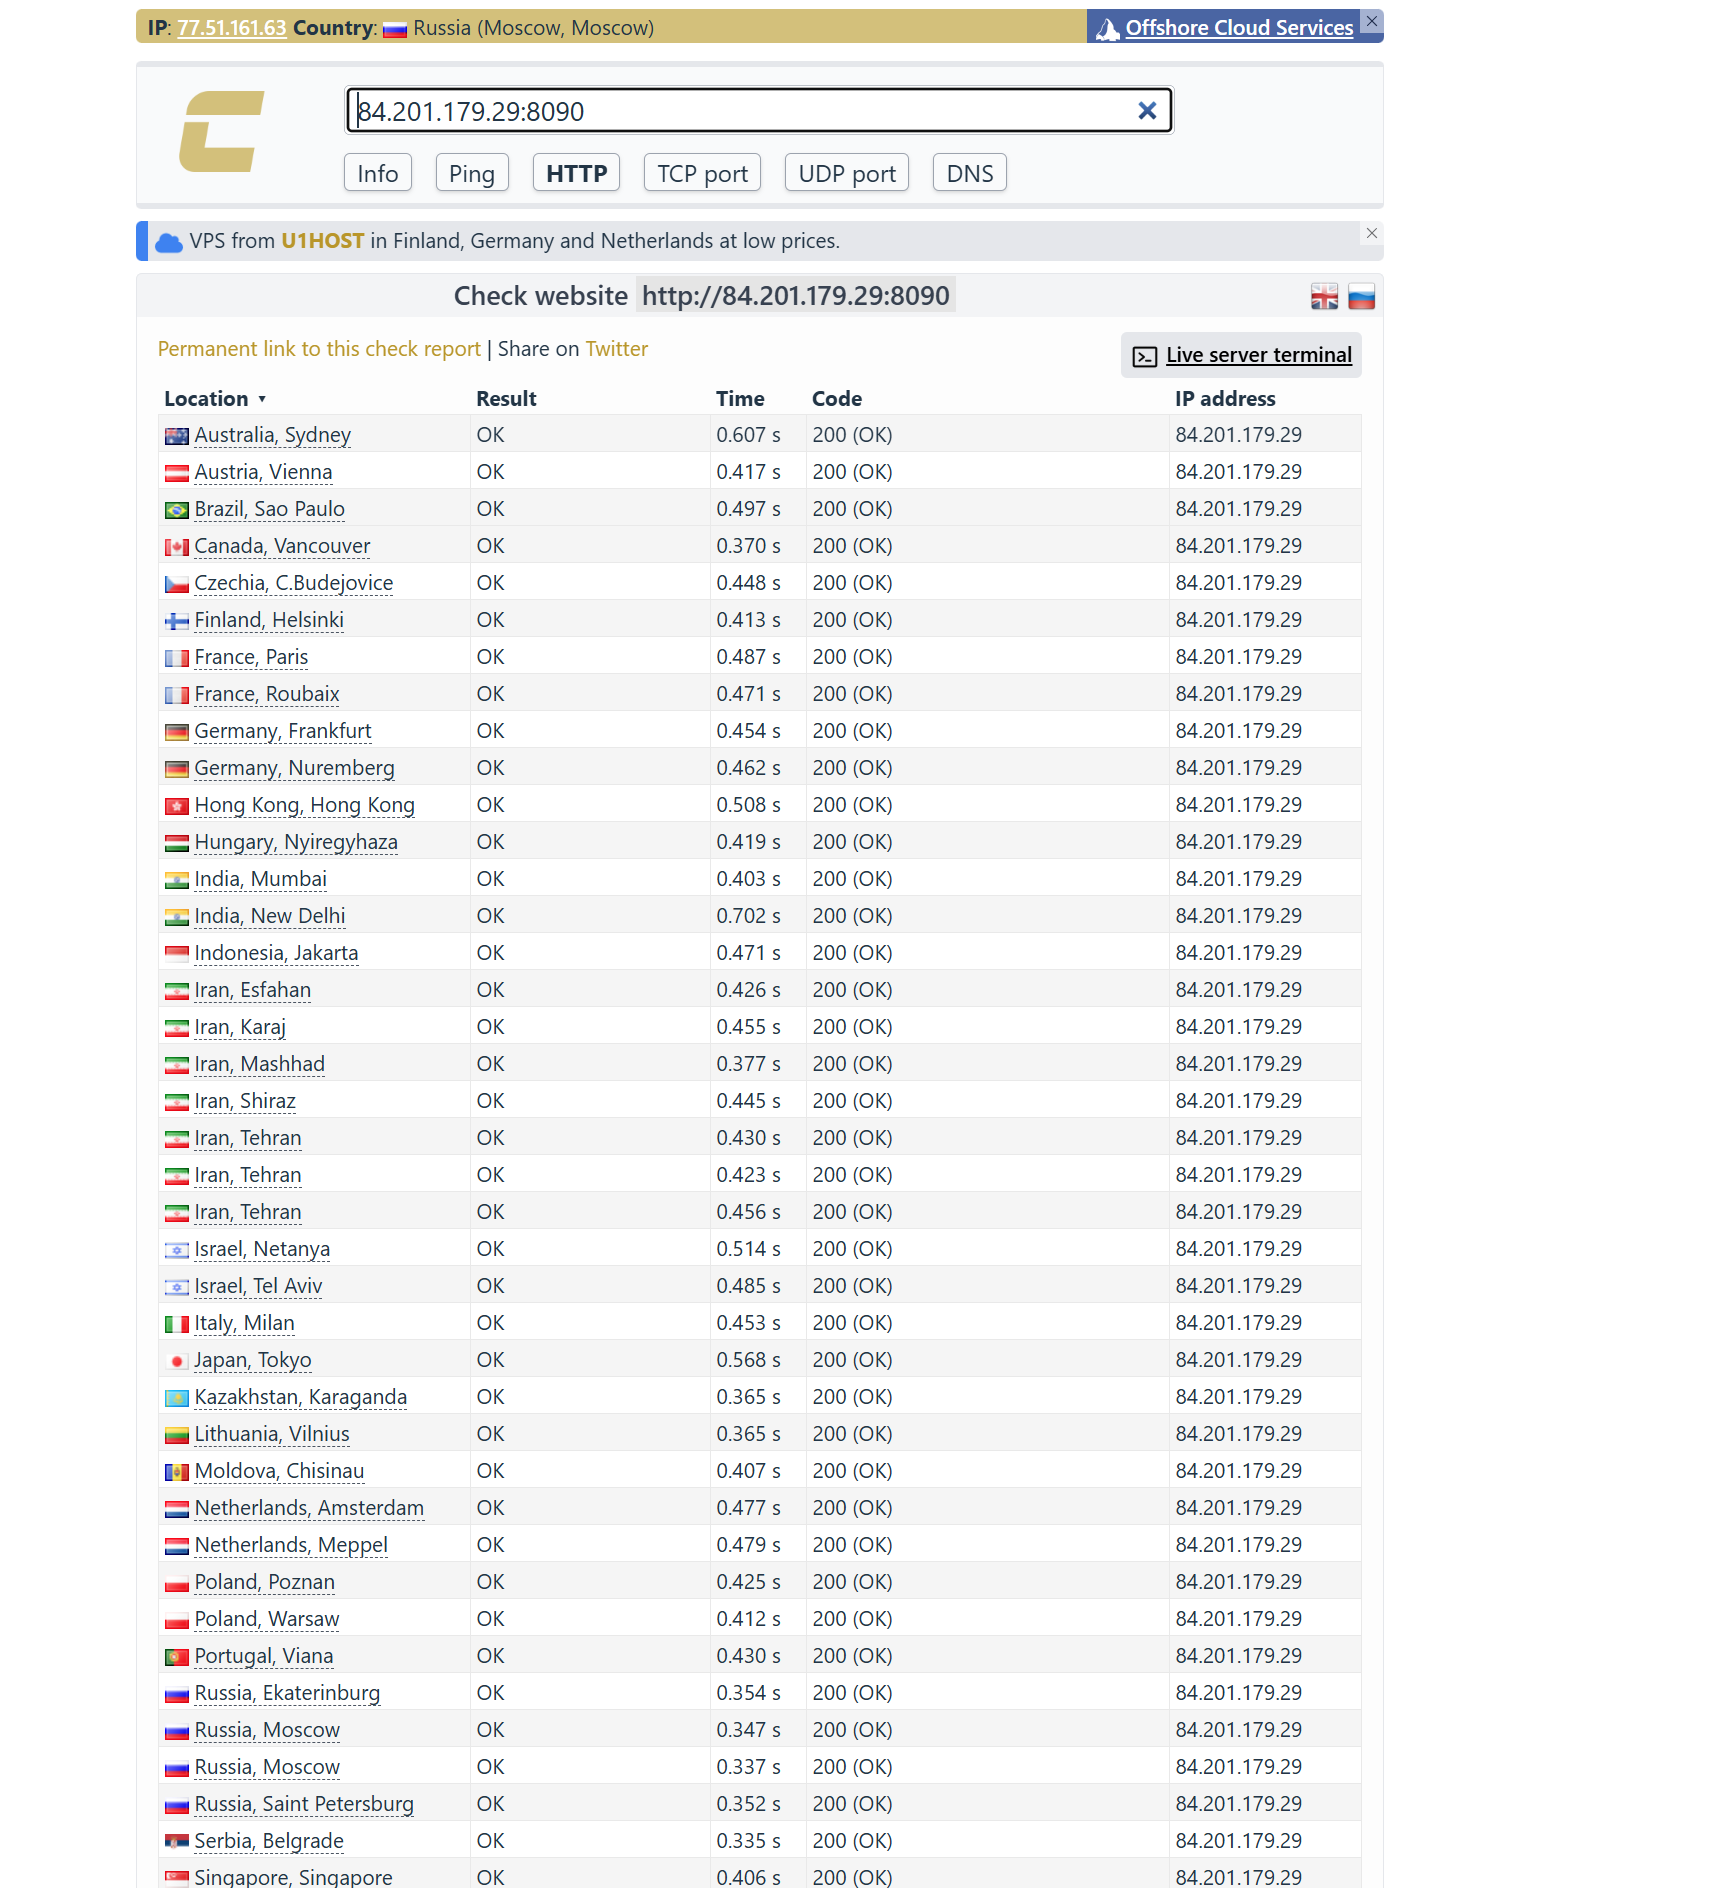 IP: 77.51.161.63 Country: Russia (Moscow, Moscow)
Offshore Cloud Services
84.201.179.29:8090
Info Ping HTTP TCP port UDP port DNS
VPS from U1HOST in Finland, Germany and Netherlands at low prices.
Check website http://84.201.179.29:8090
Permanent link to this check report | Share on Twitter
Live server terminal
Location ▼ Result Time Code IP address
Australia, Sydney OK 0.607 s 200 (OK) 84.201.179.29
Austria, Vienna OK 0.417 s 200 (OK) 84.201.179.29
Brazil, Sao Paulo OK 0.497 s 200 (OK) 84.201.179.29
Canada, Vancouver OK 0.370 s 200 (OK) 84.201.179.29
Czechia, C.Budejovice OK 0.448 s 200 (OK) 84.201.179.29
Finland, Helsinki OK 0.413 s 200 (OK) 84.201.179.29
France, Paris OK 0.487 s 200 (OK) 84.201.179.29
France, Roubaix OK 0.471 s 200 (OK) 84.201.179.29
Germany, Frankfurt OK 0.454 s 200 (OK) 84.201.179.29
Germany, Nuremberg OK 0.462 s 200 (OK) 84.201.179.29
Hong Kong, Hong Kong OK 0.508 s 200 (OK) 84.201.179.29
Hungary, Nyiregyhaza OK 0.419 s 200 (OK) 84.201.179.29
India, Mumbai OK 0.403 s 200 (OK) 84.201.179.29
India, New Delhi OK 0.702 s 200 (OK) 84.201.179.29
Indonesia, Jakarta OK 0.471 s 200 (OK) 84.201.179.29
Iran, Esfahan OK 0.426 s 200 (OK) 84.201.179.29
Iran, Karaj OK 0.455 s 200 (OK) 84.201.179.29
Iran, Mashhad OK 0.377 s 200 (OK) 84.201.179.29
Iran, Shiraz OK 0.445 s 200 (OK) 84.201.179.29
Iran, Tehran OK 0.430 s 200 (OK) 84.201.179.29
Iran, Tehran OK 0.423 s 200 (OK) 84.201.179.29
Iran, Tehran OK 0.456 s 200 (OK) 84.201.179.29
Israel, Netanya OK 0.514 s 200 (OK) 84.201.179.29
Israel, Tel Aviv OK 0.485 s 200 (OK) 84.201.179.29
Italy, Milan OK 0.453 s 200 (OK) 84.201.179.29
Japan, Tokyo OK 0.568 s 200 (OK) 84.201.179.29
Kazakhstan, Karaganda OK 0.365 s 200 (OK) 84.201.179.29
Lithuania, Vilnius OK 0.365 s 200 (OK) 84.201.179.29
Moldova, Chisinau OK 0.407 s 200 (OK) 84.201.179.29
Netherlands, Amsterdam OK 0.477 s 200 (OK) 84.201.179.29
Netherlands, Meppel OK 0.479 s 200 (OK) 84.201.179.29
Poland, Poznan OK 0.425 s 200 (OK) 84.201.179.29
Poland, Warsaw OK 0.412 s 200 (OK) 84.201.179.29
Portugal, Viana OK 0.430 s 200 (OK) 84.201.179.29
Russia, Ekaterinburg OK 0.354 s 200 (OK) 84.201.179.29
Russia, Moscow OK 0.347 s 200 (OK) 84.201.179.29
Russia, Moscow OK 0.337 s 200 (OK) 84.201.179.29
Russia, Saint Petersburg OK 0.352 s 200 (OK) 84.201.179.29
Serbia, Belgrade OK 0.335 s 200 (OK) 84.201.179.29
Singapore, Singapore OK 0.406 s 200 (OK) 84.201.179.29